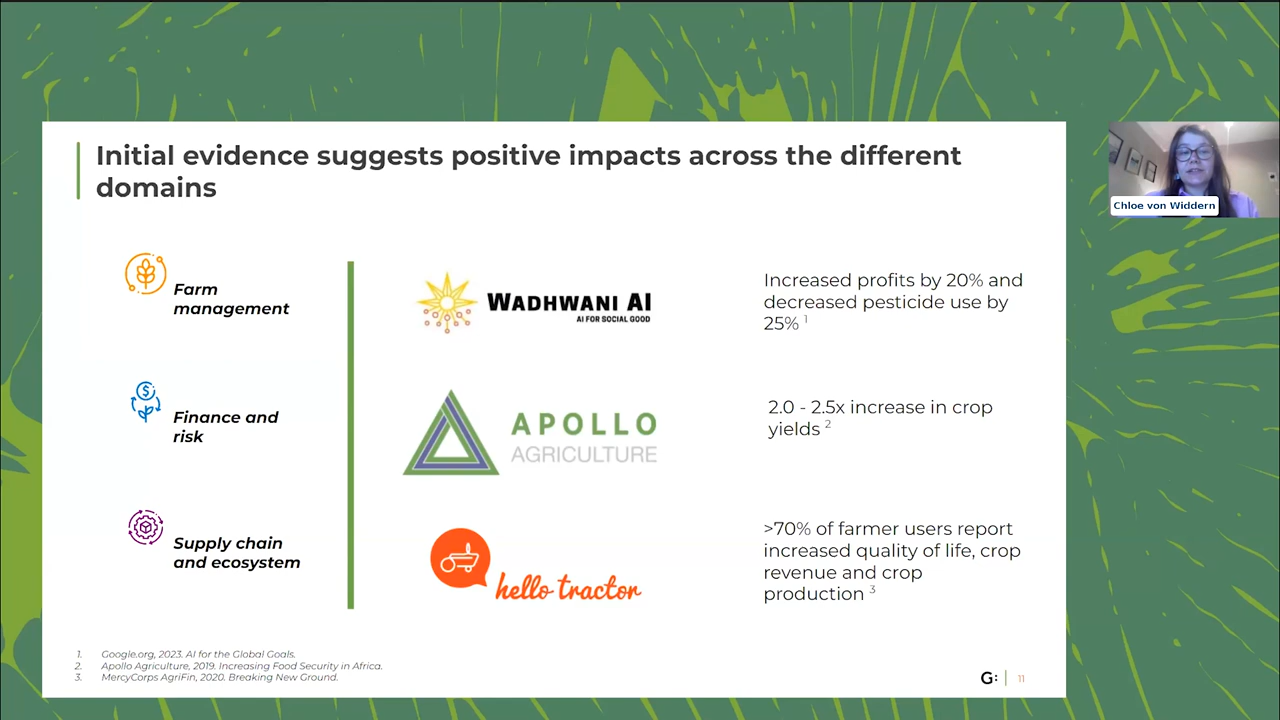 Initial evidence suggests positive impacts across the different
domains
Chloe von Widdern
Farm
management
WADHWANI AI
AI FOR SOCIAL GOOD
Increased profits by 20% and
decreased pesticide use by
25% 1
Finance and
risk
APOLLO
AGRICULTURE
2.0 - 2.5x increase in crop
yields 2
Supply chain
and ecosystem
hello tractor
>70% of farmer users report
increased quality of life, crop
revenue and crop
production 3
1. Google.org, 2023. AI for the Global Goals.
2. Apollo Agriculture, 2019. Increasing Food Security in Africa.
3. MercyCorps AgriFin, 2020. Breaking New Ground.
G: 11